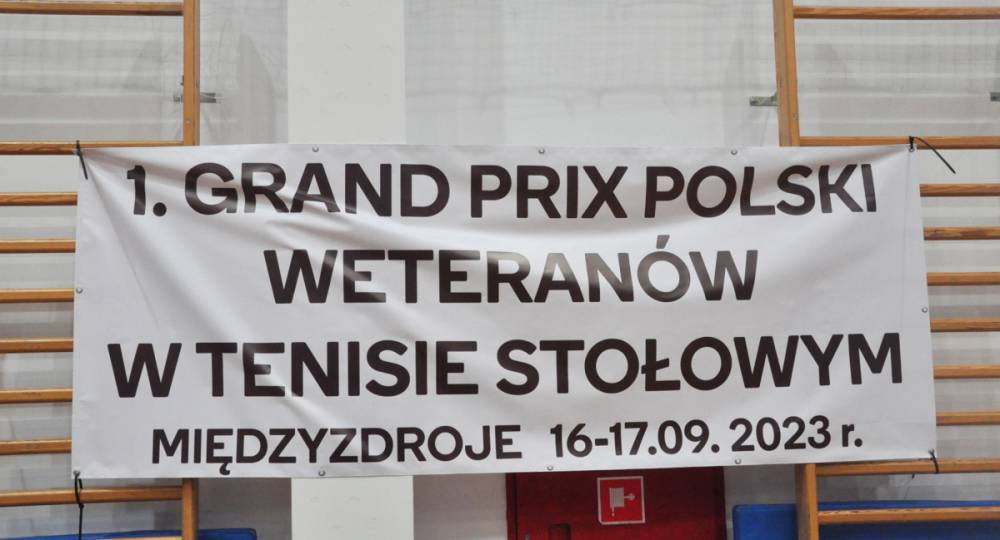 1. GRAND PRIX POLSKI
WETERANÓW
W TENISIE STOŁOWYM
MIĘDZYZDROJE 16-17.09. 2023 r.